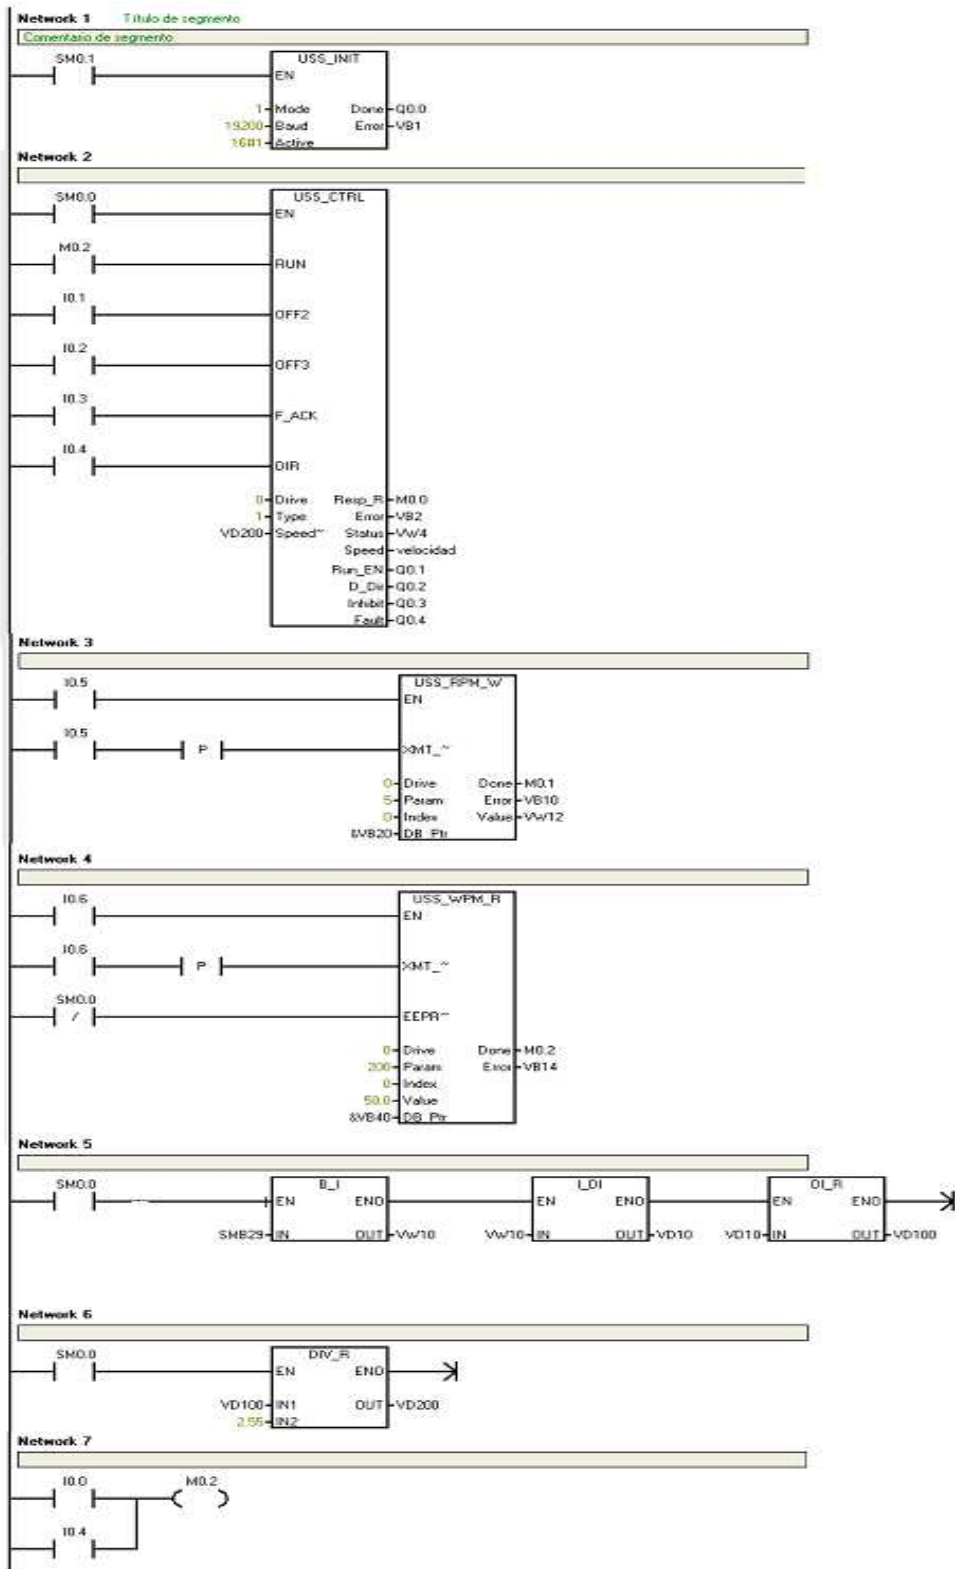 Network 1 Título de segmento
Comentario de segmento
SM0.1
USS_INIT
EN
1 Mode Done Q0.0
19200 Baud Error VB1
16#1 Active
Network 2
SM0.0
USS_CTRL
EN
M0.2
RUN
I0.1
OFF2
I0.2
OFF3
I0.3
F_ACK
I0.4
DIR
0 Drive Resp_R M0.0
1 Type Error VB2
VD200 Speed~ Status VW4
Speed velocidad
Run_EN Q0.1
D_Dir Q0.2
Inhibit Q0.3
Fault Q0.4
Network 3
I0.5
USS_RPM_W
EN
I0.5
P
XMT_~
0 Drive Done M0.1
5 Param Error VB10
0 Index Value VW12
&VB20 DB_Ptr
Network 4
I0.6
USS_WPM_R
EN
I0.6
P
XMT_~
SM0.0
/
EEPR~
0 Drive Done M0.2
200 Param Error VB14
0 Index
50.0 Value
&VB40 DB_Ptr
Network 5
SM0.0 B_I I_DI DI_R
EN ENO EN ENO EN ENO
SMB29 IN OUT VW10 VW10 IN OUT VD10 VD10 IN OUT VD100
Network 6
SM0.0
DIV_R
EN ENO
VD100 IN1 OUT VD200
2.55 IN2
Network 7
I0.0 M0.2
I0.4